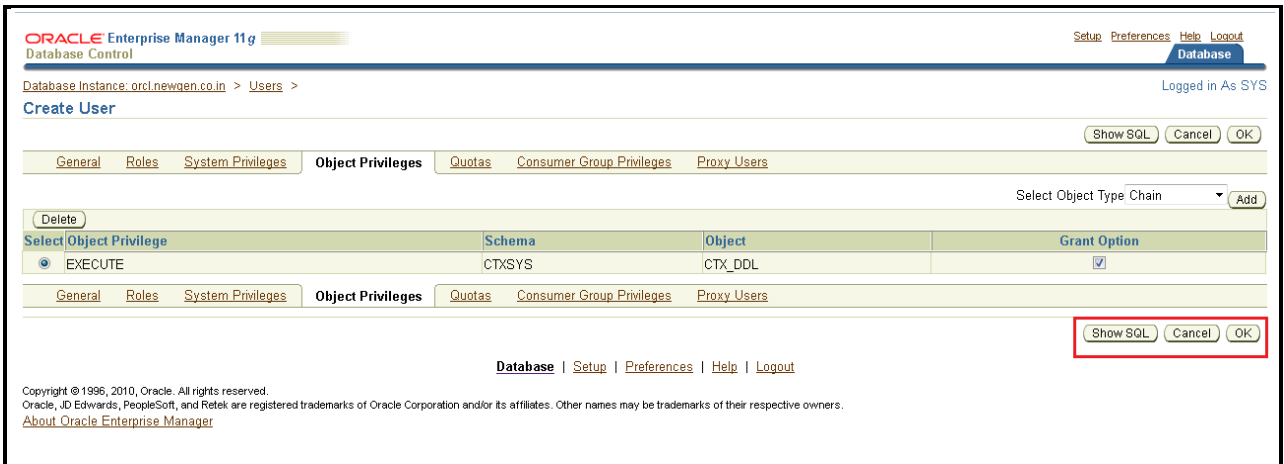 ORACLE Enterprise Manager 11g
Database Control
Setup Preferences Help Logout
Database
Database Instance: orcl.newgen.co.in > Users >
Logged in As SYS
Create User
Show SQL Cancel OK
General Roles System Privileges Object Privileges Quotas Consumer Group Privileges Proxy Users
Select Object Type Chain Add
Delete
Select Object Privilege Schema Object Grant Option
EXECUTE CTXSYS CTX_DDL
General Roles System Privileges Object Privileges Quotas Consumer Group Privileges Proxy Users
Show SQL Cancel OK
Database | Setup | Preferences | Help | Logout
Copyright © 1996, 2010, Oracle. All rights reserved.
Oracle, JD Edwards, PeopleSoft, and Retek are registered trademarks of Oracle Corporation and/or its affiliates. Other names may be trademarks of their respective owners.
About Oracle Enterprise Manager